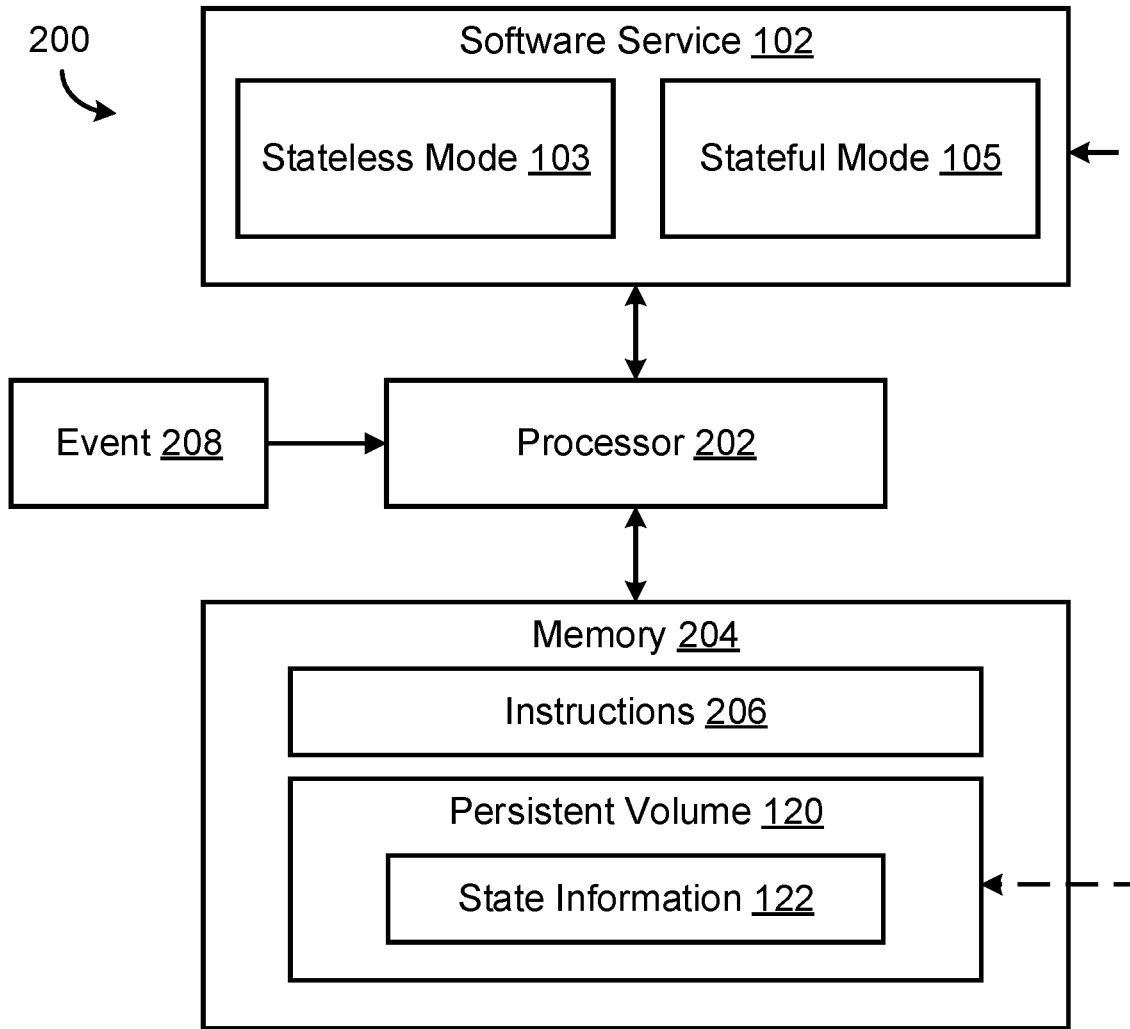 200
Software Service 102
Stateless Mode 103
Stateful Mode 105
Event 208
Processor 202
Memory 204
Instructions 206
Persistent Volume 120
State Information 122